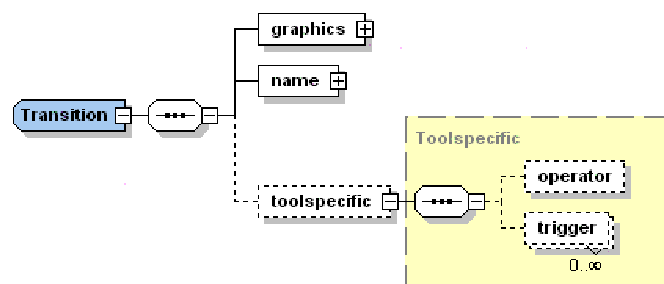 graphics
name
Transition
Toolspecific
operator
toolspecific
trigger
0..∞